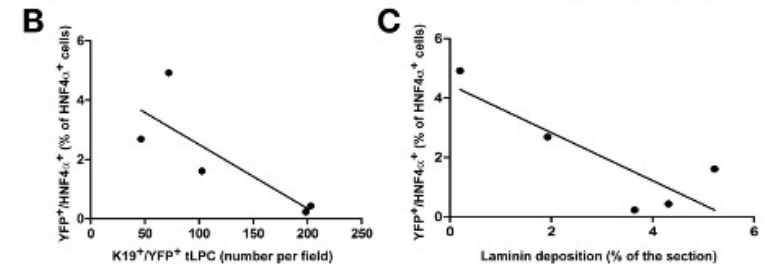 B
YFP+/HNF4α+ (% of HNF4α+ cells)
6
4
2
0
0 50 100 150 200 250
K19+/YFP+ tLPC (number per field)
C
YFP+/HNF4α+ (% of HNF4α+ cells)
6
4
2
0
0 2 4 6
Laminin deposition (% of the section)